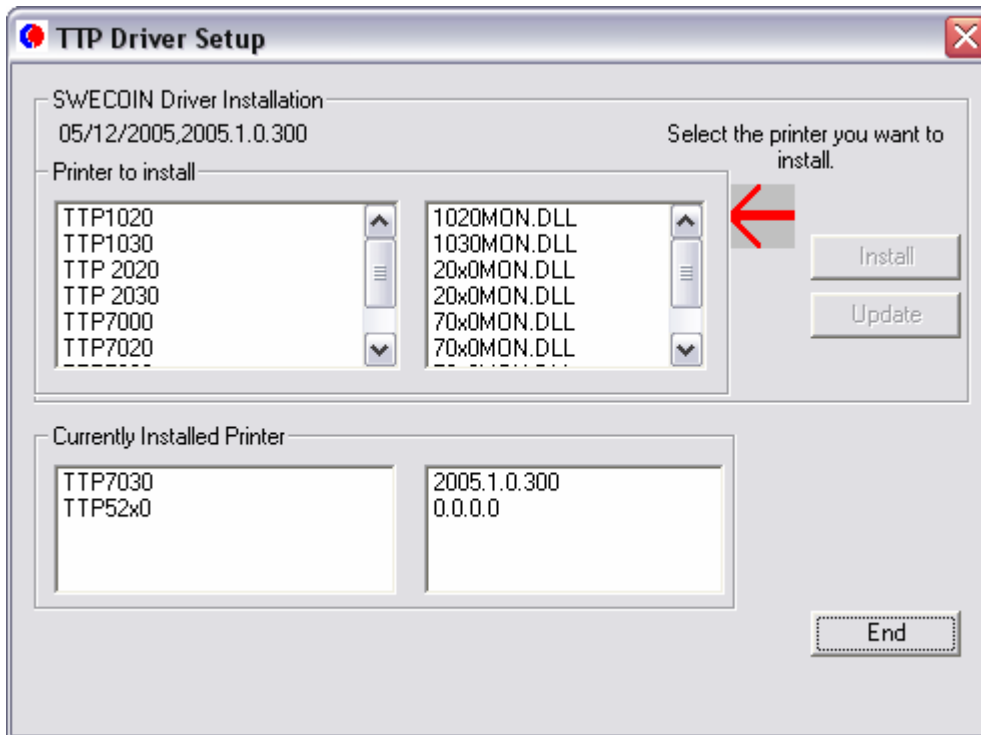 TTP Driver Setup
SWECOIN Driver Installation
05/12/2005,2005.1.0.300
Select the printer you want to
install.
Printer to install
TTP1020 1020MON.DLL
TTP1030 1030MON.DLL
TTP 2020 20x0MON.DLL
TTP 2030 20x0MON.DLL
TTP7000 70x0MON.DLL
TTP7020 70x0MON.DLL
Install
Update
Currently Installed Printer
TTP7030 2005.1.0.300
TTP52x0 0.0.0.0
End